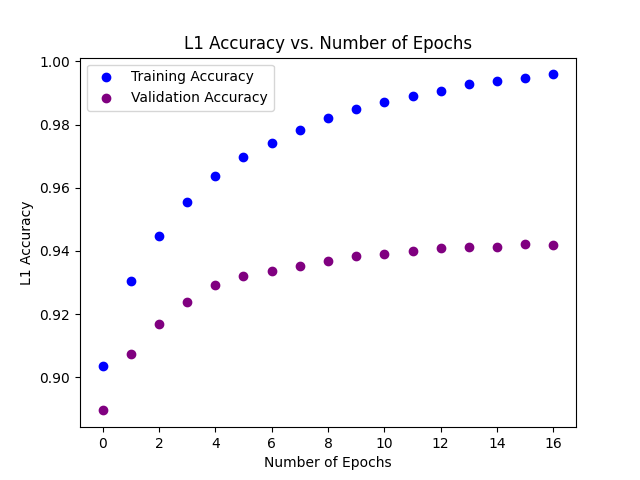 L1 Accuracy vs. Number of Epochs
Training Accuracy
Validation Accuracy
1.00
0.98
0.96
0.94
0.92
0.90
L1 Accuracy
0 2 4 6 8 10 12 14 16
Number of Epochs